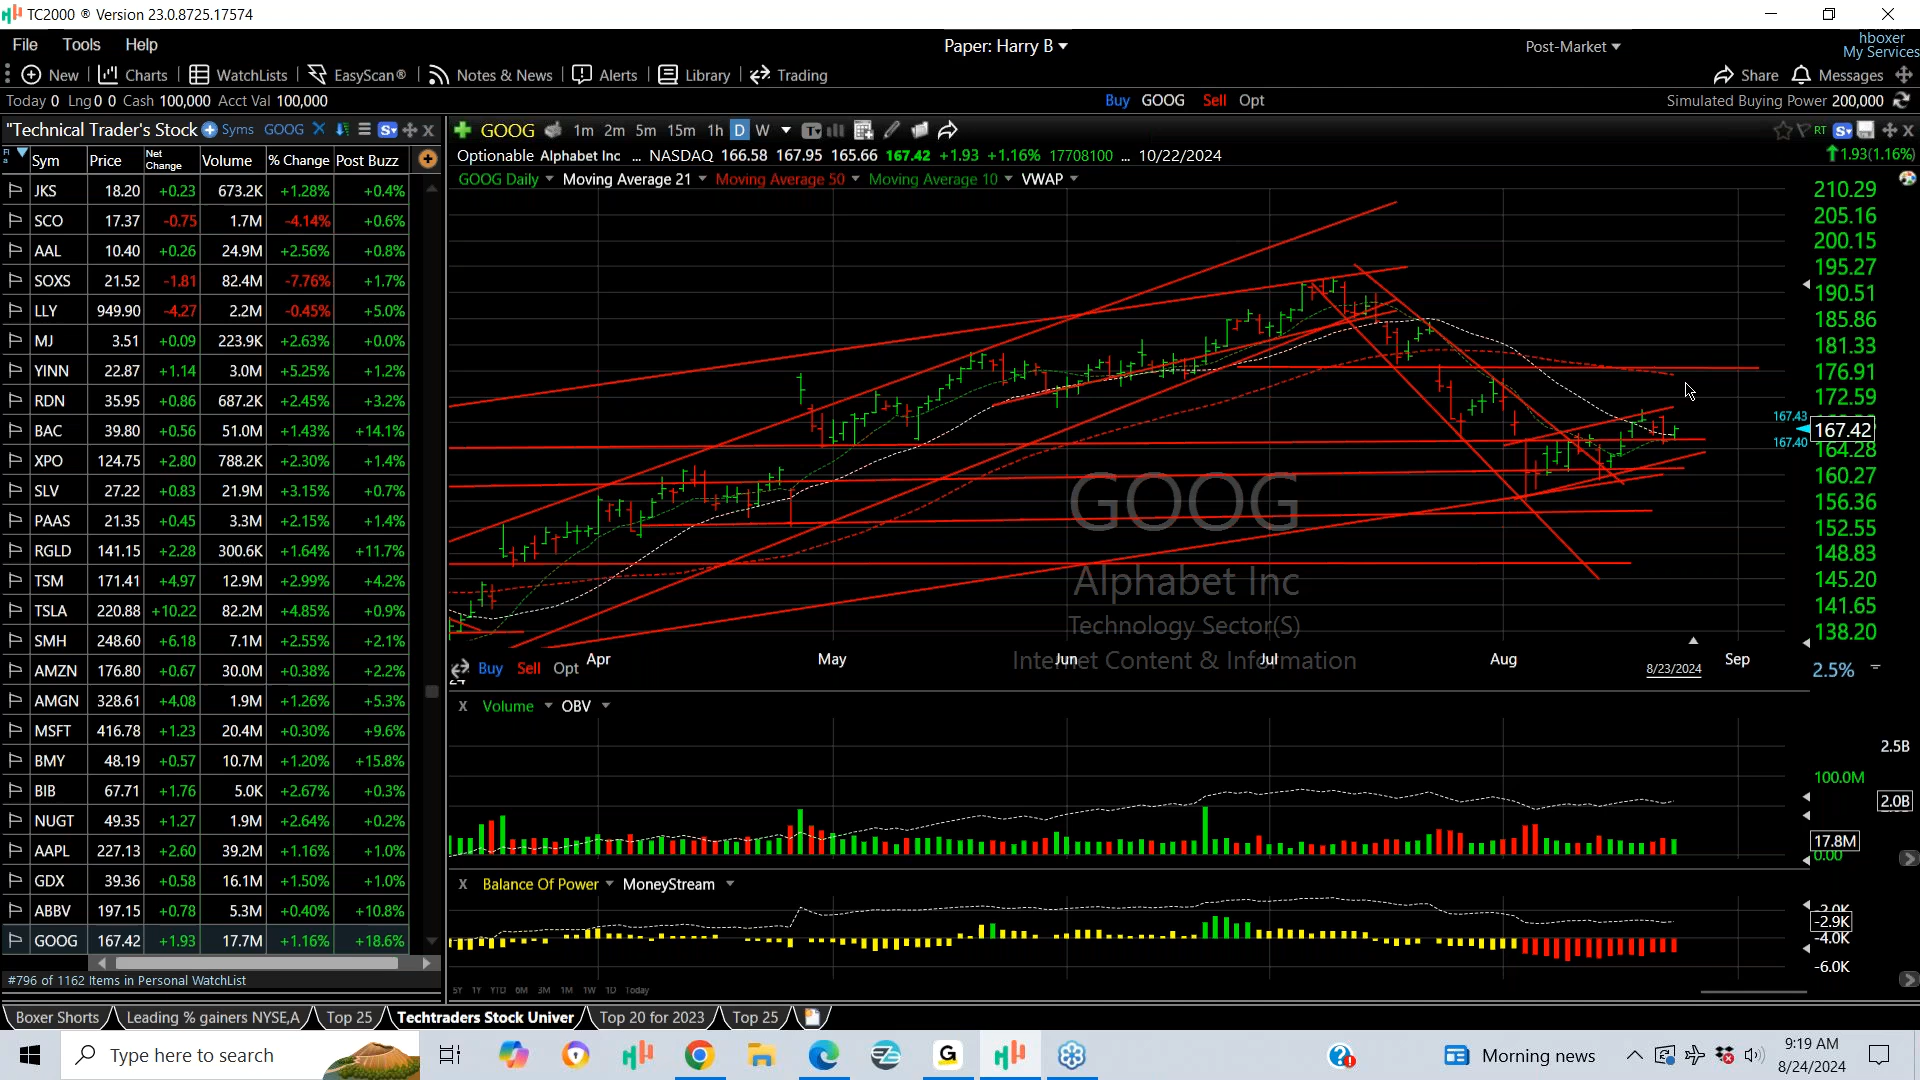 TC2000 ® Version 23.0.8725.17574
File Tools Help
Paper: Harry B
Post-Market
hboxer
My Services
New Charts WatchLists EasyScan® Notes & News Alerts Library Trading
Share Messages
Today 0 Lng 0 0 Cash 100,000 Acct Val 100,000
Buy GOOG Sell Opt
Simulated Buying Power 200,000
"Technical Trader's Stock Syms GOOG X
GOOG 1m 2m 5m 15m 1h D W
RT
Optionable Alphabet Inc ... NASDAQ 166.58 167.95 165.66 167.42 +1.93 +1.16% 17708100 ... 10/22/2024
1.93(1.16%)
GOOG Daily Moving Average 21 Moving Average 50 Moving Average 10 VWAP
Sym Price Net Change Volume % Change Post Buzz
JKS 18.20 +0.23 673.2K +1.28% +0.4%
SCO 17.37 -0.75 1.7M -4.14% +0.6%
AAL 10.40 +0.26 24.9M +2.56% +0.8%
SOXS 21.52 -1.81 82.4M -7.76% +1.7%
LLY 949.90 -4.27 2.2M -0.45% +5.0%
MJ 3.51 +0.09 223.9K +2.63% +0.0%
YINN 22.87 +1.14 3.0M +5.25% +1.2%
RDN 35.95 +0.86 687.2K +2.45% +3.2%
BAC 39.80 +0.56 51.0M +1.43% +14.1%
XPO 124.75 +2.80 788.2K +2.30% +1.4%
SLV 27.22 +0.83 21.9M +3.15% +0.7%
PAAS 21.35 +0.45 3.3M +2.15% +1.4%
RGLD 141.15 +2.28 300.6K +1.64% +11.7%
TSM 171.41 +4.97 12.9M +2.99% +4.2%
TSLA 220.88 +10.22 82.2M +4.85% +0.9%
SMH 248.60 +6.18 7.1M +2.55% +2.1%
AMZN 176.80 +0.67 30.0M +0.38% +2.2%
AMGN 328.61 +4.08 1.9M +1.26% +5.3%
MSFT 416.78 +1.23 20.4M +0.30% +9.6%
BMY 48.19 +0.57 10.7M +1.20% +15.8%
BIB 67.71 +1.76 5.0K +2.67% +0.3%
NUGT 49.35 +1.27 1.9M +2.64% +0.2%
AAPL 227.13 +2.60 39.2M +1.16% +1.0%
GDX 39.36 +0.58 16.1M +1.50% +1.0%
ABBV 197.15 +0.78 5.3M +0.40% +10.8%
GOOG 167.42 +1.93 17.7M +1.16% +18.6%
#796 of 1162 Items in Personal WatchList
210.29
205.16
200.15
195.27
190.51
185.86
181.33
176.91
172.59
167.43
167.42
167.40
164.28
160.27
156.36
152.55
148.83
145.20
141.65
138.20
2.5%
GOOG
Alphabet Inc
Technology Sector(S)
Internet Content & Information
Buy Sell Opt
Apr May Jun Jul Aug 8/23/2024 Sep
X Volume OBV
2.5B
100.0M
2.0B
17.8M
0.00
X Balance Of Power MoneyStream
-2.9K
-4.0K
-6.0K
5Y 1Y YTD 6M 3M 1M 1W 1D Today
Boxer Shorts Leading % gainers NYSE,A Top 25 Techtraders Stock Univer Top 20 for 2023 Top 25
Type here to search
Morning news
9:19 AM
8/24/2024